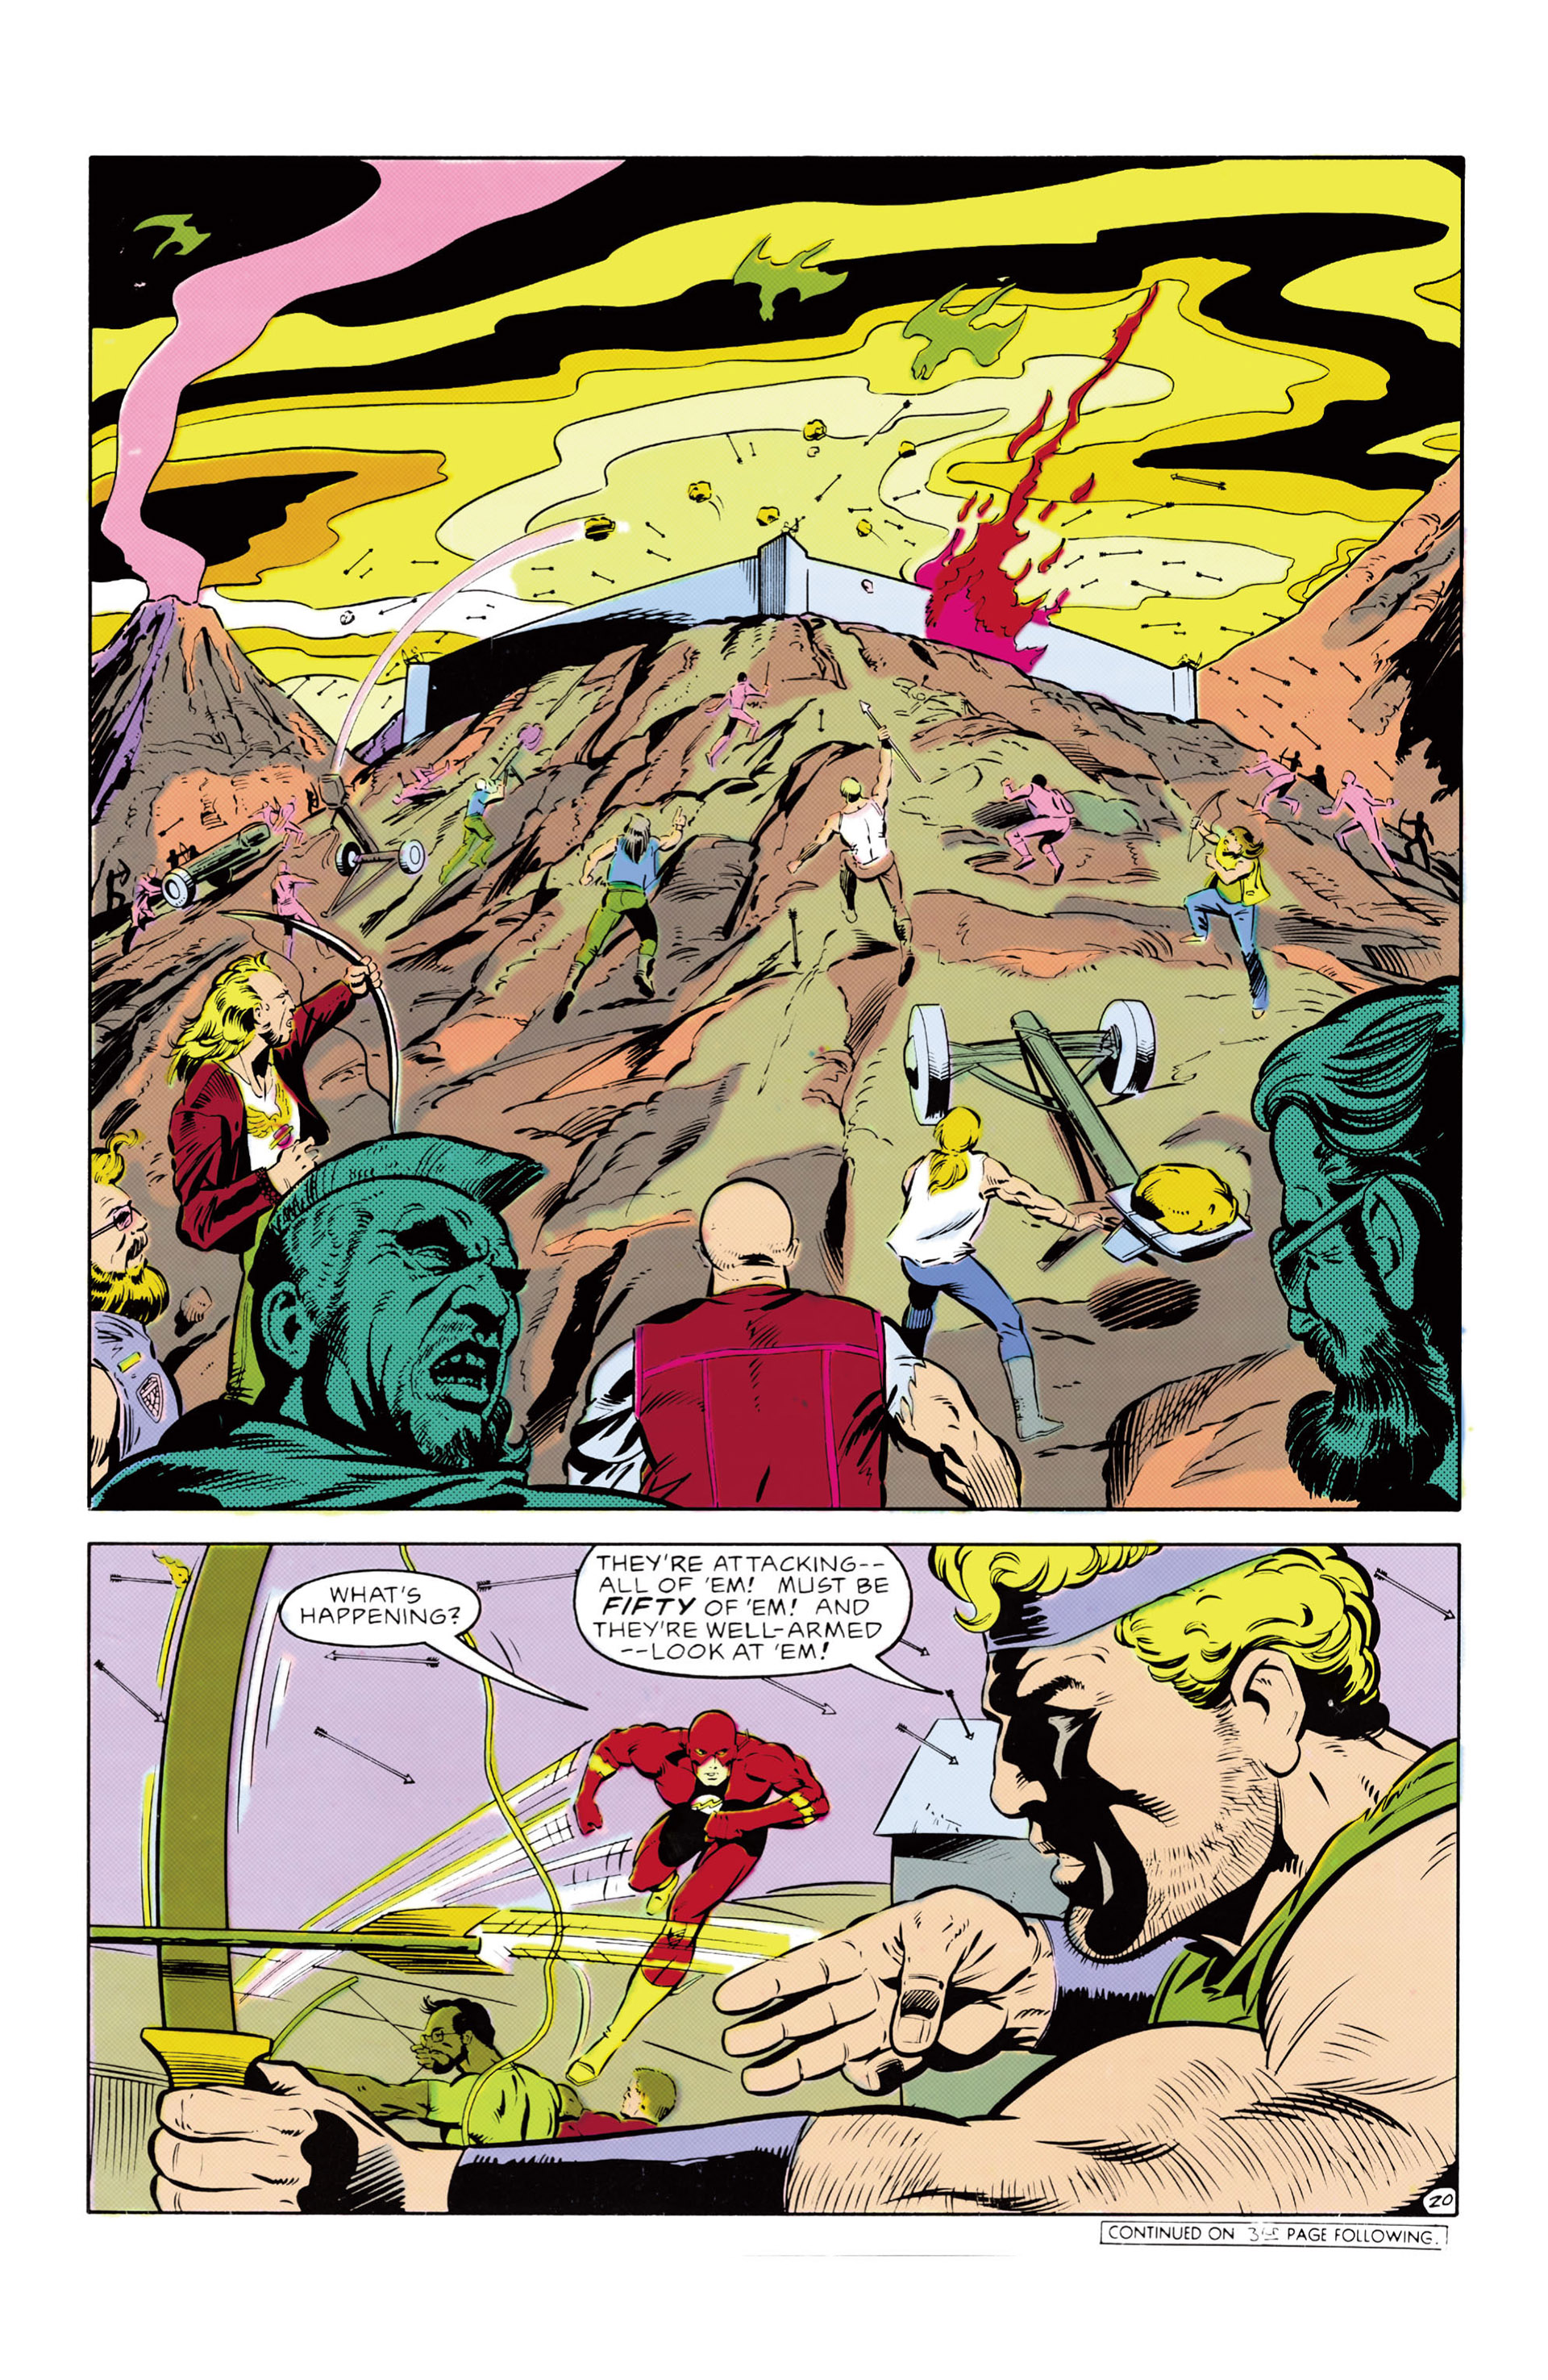 WHAT'S
HAPPENING?
THEY'RE ATTACKING--
ALL OF 'EM! MUST BE
FIFTY OF 'EM! AND
THEY'RE WELL-ARMED
--LOOK AT 'EM!
20
CONTINUED ON 3RD PAGE FOLLOWING.